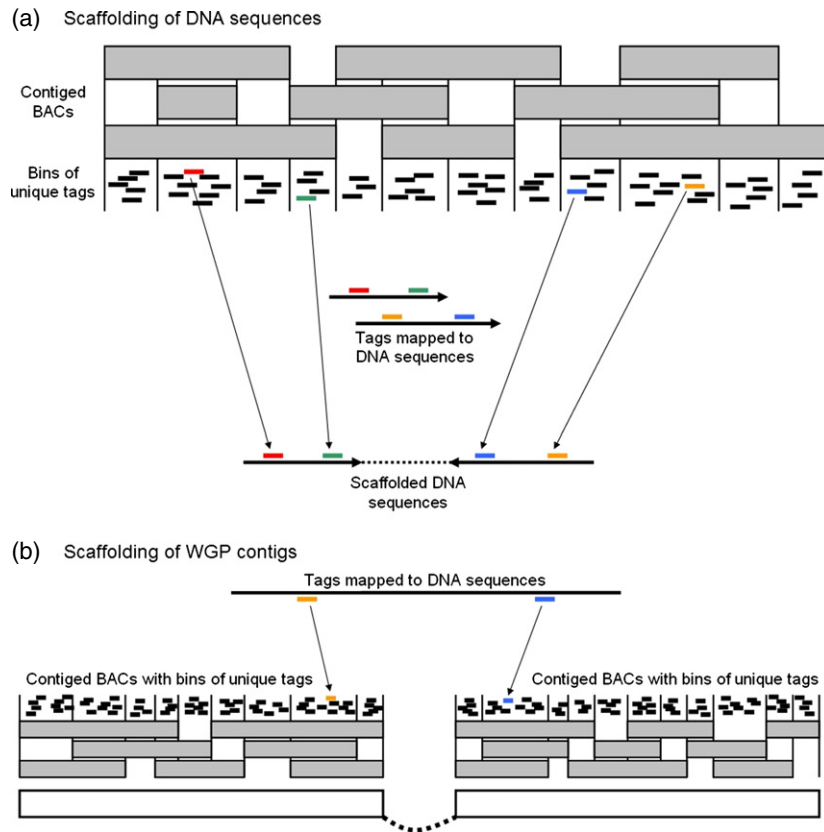 (a) Scaffolding of DNA sequences
Contiged
BACs
Bins of
unique tags
Tags mapped to
DNA sequences
Scaffolded DNA
sequences
(b) Scaffolding of WGP contigs
Tags mapped to DNA sequences
Contiged BACs with bins of unique tags
Contiged BACs with bins of unique tags